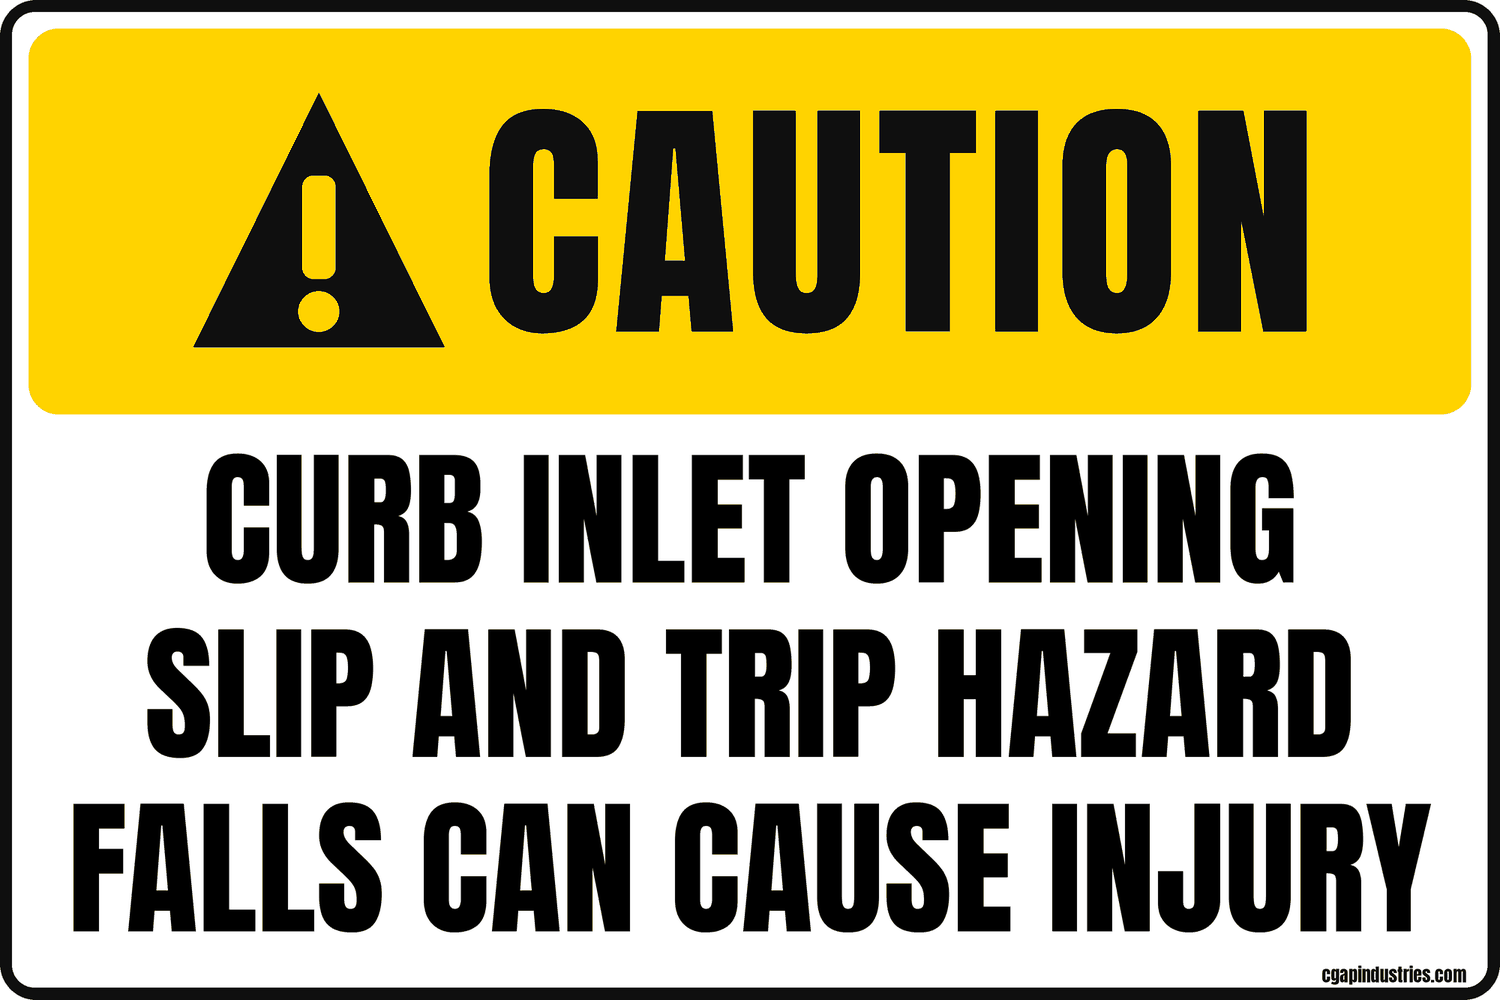 CAUTION
CURB INLET OPENING
SLIP AND TRIP HAZARD
FALLS CAN CAUSE INJURY
cgapindustries.com